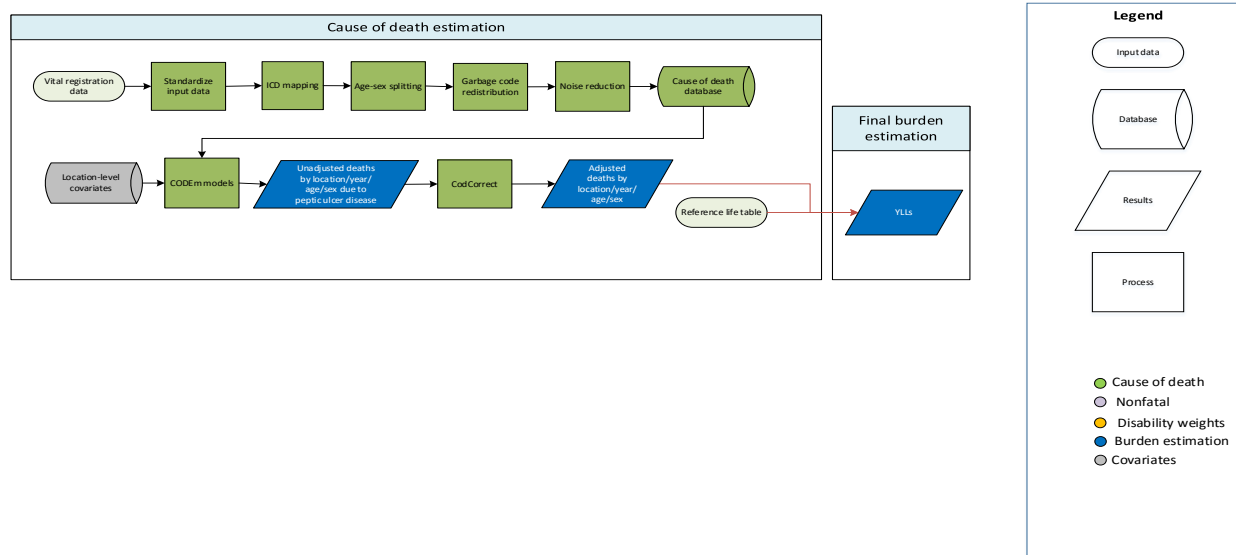 Cause of death estimation
Vital registration
data
Standardize
input data
ICD mapping
Age-sex splitting
Garbage code
redistribution
Noise reduction
Cause of death
database
Location-level
covariates
CODEm models
Unadjusted deaths
by location/year/
age/sex due to
peptic ulcer disease
CodCorrect
Adjusted
deaths by
location/year/
age/sex
Reference life table
Final burden
estimation
YLLs
Legend
Input data
Database
Results
Process
Cause of death
Nonfatal
Disability weights
Burden estimation
Covariates